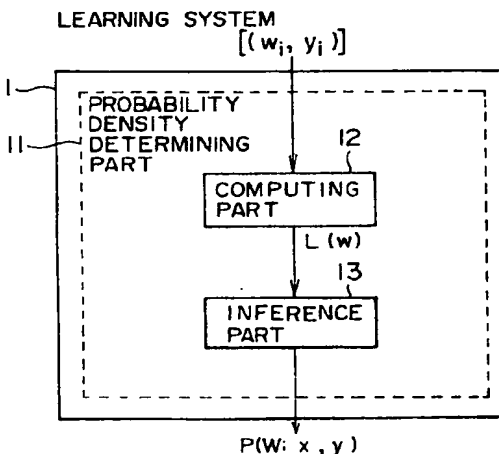 LEARNING SYSTEM
[(wi, yi)]
1
PROBABILITY
DENSITY
11
DETERMINING
PART
12
COMPUTING
PART
L (w)
13
INFERENCE
PART
P(W; x, y)